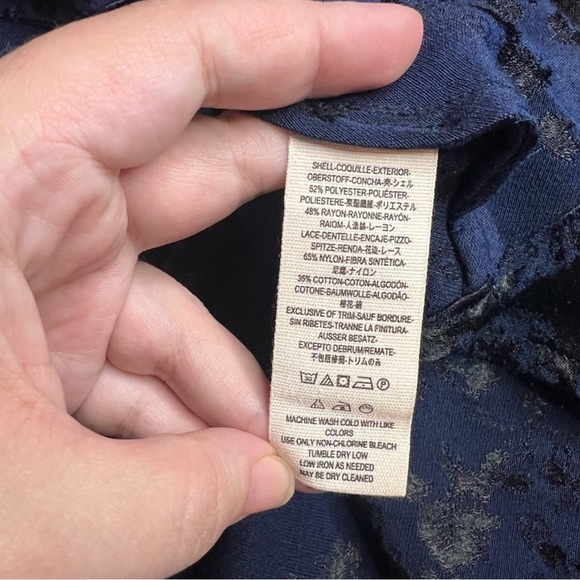 SHELL-COQUILLE-EXTERIOR-
OBERSTOFF-CONCHA-売-シェル
52% POLYESTER-POLIÉSTER-
POLIESTERE-聚酯纖維-ポリエステル
48% RAYON-RAYONNE-RAYÓN-
RAIOM-人造絲-レーヨン
LACE-DENTELLE-ENCAJE-PIZZO-
SPITZE-RENDA-花边-レース
65% NYLON-FIBRA SINTÉTICA-
尼龍-ナイロン
35% COTTON-COTON-ALGODÓN-
COTONE-BAUMWOLLE-ALGODÃO-
棉花-綿
EXCLUSIVE OF TRIM-SAUF BORDURE-
SIN RIBETES-TRANNE LA FINITURA-
AUSSER BESATZ-
EXCEPTO DEBRUM/REMATE-
不包括修飾-トリムのみ
MACHINE WASH COLD WITH LIKE
COLORS
USE ONLY NON-CHLORINE BLEACH
TUMBLE DRY LOW
LOW IRON AS NEEDED
MAY BE DRY CLEANED